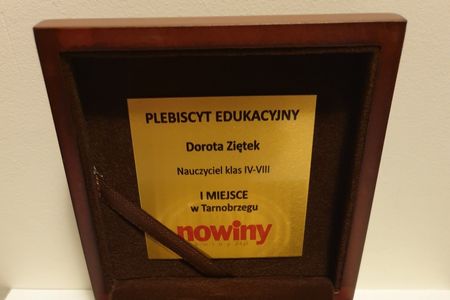 PLEBISCYT EDUKACYJNY
Dorota Ziętek
Nauczyciel klas IV-VIII
I MIEJSCE
w Tarnobrzegu
nowiny